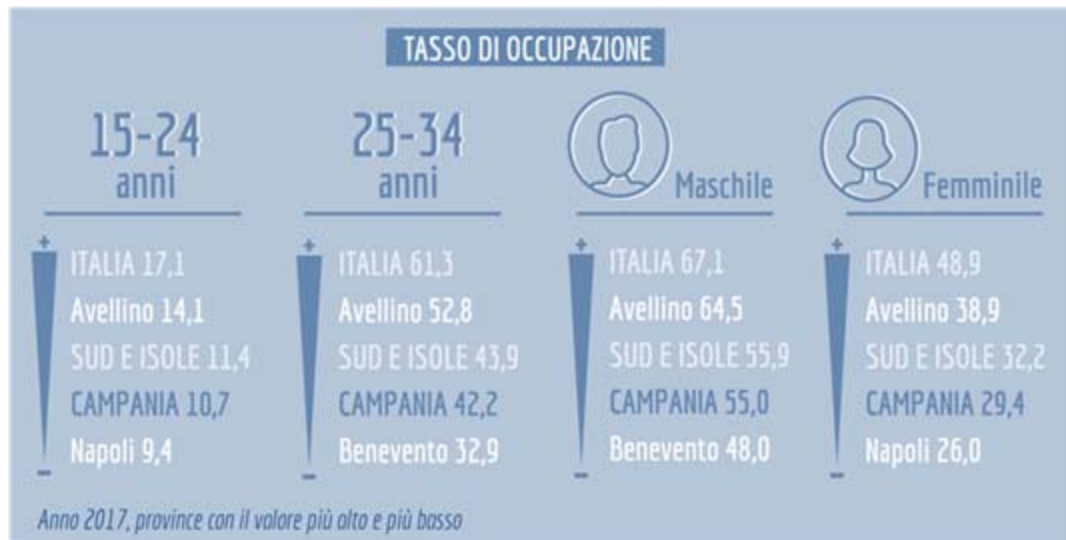 TASSO DI OCCUPAZIONE
15-24
anni
+
ITALIA 17,1
Avellino 14,1
SUD E ISOLE 11,4
CAMPANIA 10,7
Napoli 9,4
-
25-34
anni
+
ITALIA 61,3
Avellino 52,8
SUD E ISOLE 43,9
CAMPANIA 42,2
Benevento 32,9
-
Maschile
+
ITALIA 67,1
Avellino 64,5
SUD E ISOLE 55,9
CAMPANIA 55,0
Benevento 48,0
-
Femminile
+
ITALIA 48,9
Avellino 38,9
SUD E ISOLE 32,2
CAMPANIA 29,4
Napoli 26,0
-
Anno 2017, province con il valore più alto e più basso